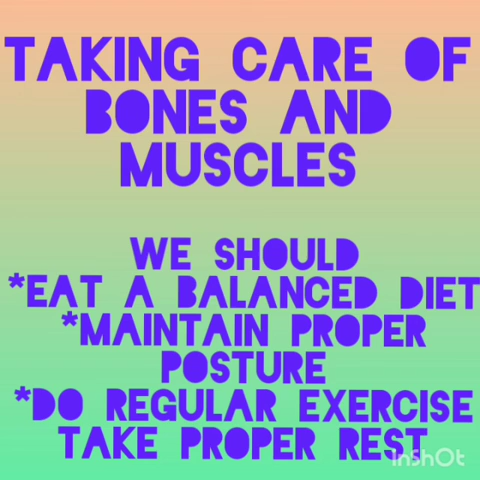 TAKING CARE OF
BONES AND
MUSCLES
WE SHOULD
*EAT A BALANCED DIET
*MAINTAIN PROPER
POSTURE
*DO REGULAR EXERCISE
TAKE PROPER REST
InShOt